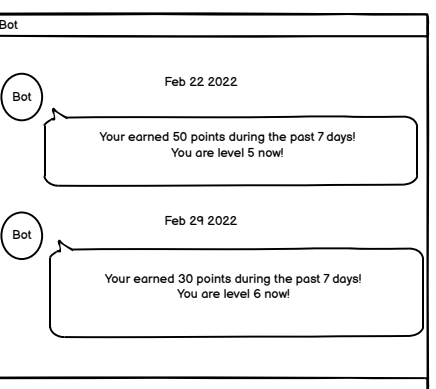 Bot
Feb 22 2022
Bot
Your earned 50 points during the past 7 days!
You are level 5 now!
Feb 29 2022
Bot
Your earned 30 points during the past 7 days!
You are level 6 now!